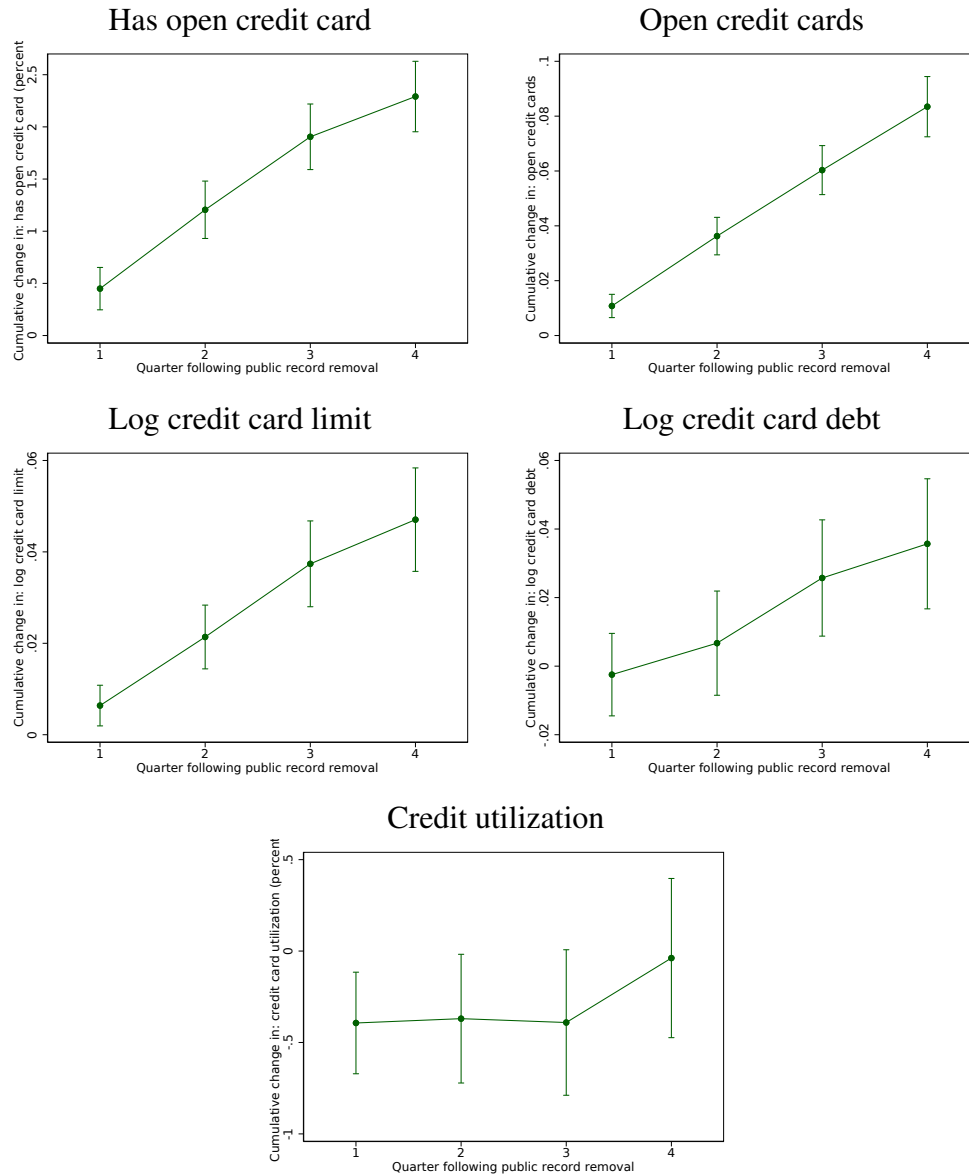 Has open credit card
Open credit cards
Cumulative change in: has open credit card (percent
0
.5
1
1.5
2
2.5
1 2 3 4
Quarter following public record removal
Cumulative change in: open credit cards
0
.02
.04
.06
.08
.1
1 2 3 4
Quarter following public record removal
Log credit card limit
Log credit card debt
Cumulative change in: log credit card limit
0
.02
.04
.06
1 2 3 4
Quarter following public record removal
Cumulative change in: log credit card debt
-.02
0
.02
.04
.06
1 2 3 4
Quarter following public record removal
Credit utilization
Cumulative change in: credit card utilization (percent
-1
-.5
0
.5
1 2 3 4
Quarter following public record removal